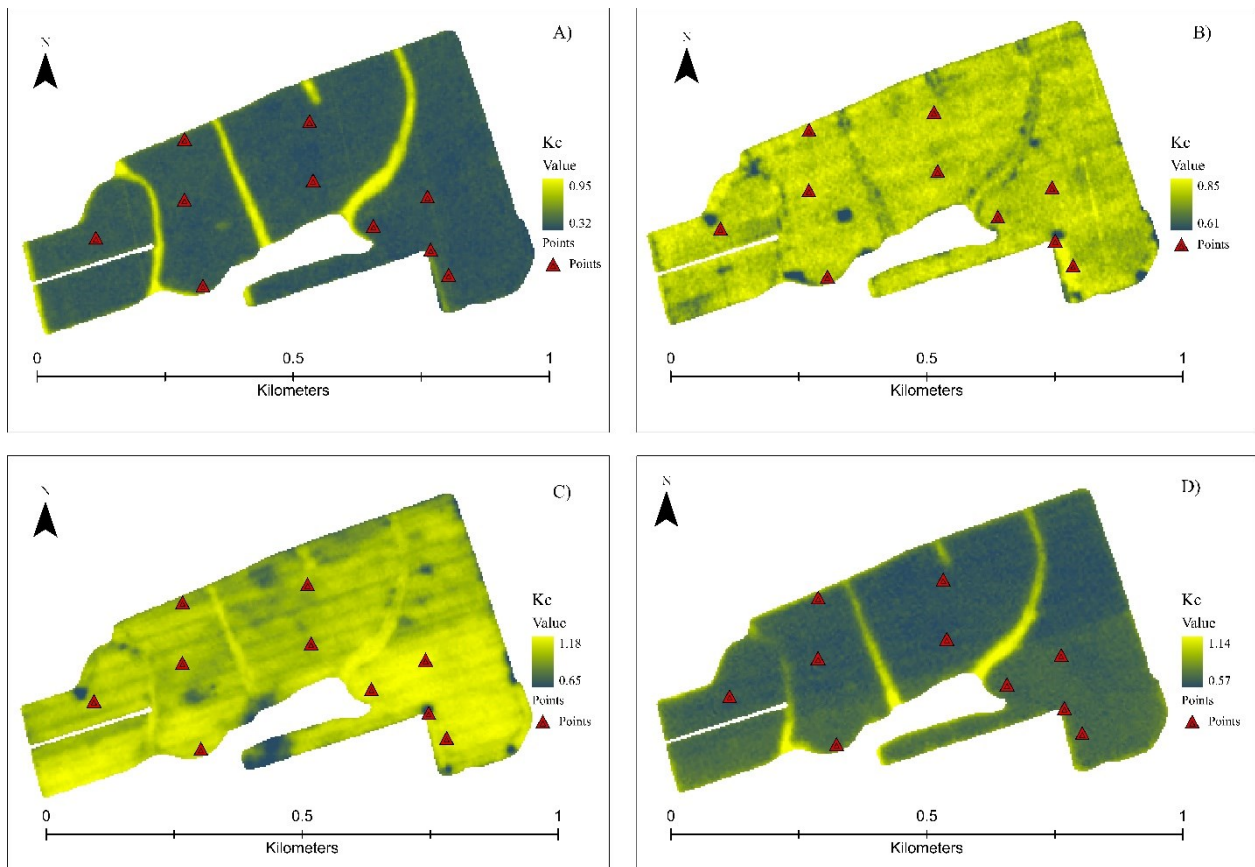 A)
N
Kc
Value
0.95
0.32
Points
Points
0 0.5 1
Kilometers
B)
N
Kc
Value
0.85
0.61
Points
Points
0 0.5 1
Kilometers
C)
N
Kc
Value
1.18
0.65
Points
Points
0 0.5 1
Kilometers
D)
N
Kc
Value
1.14
0.57
Points
Points
0 0.5 1
Kilometers